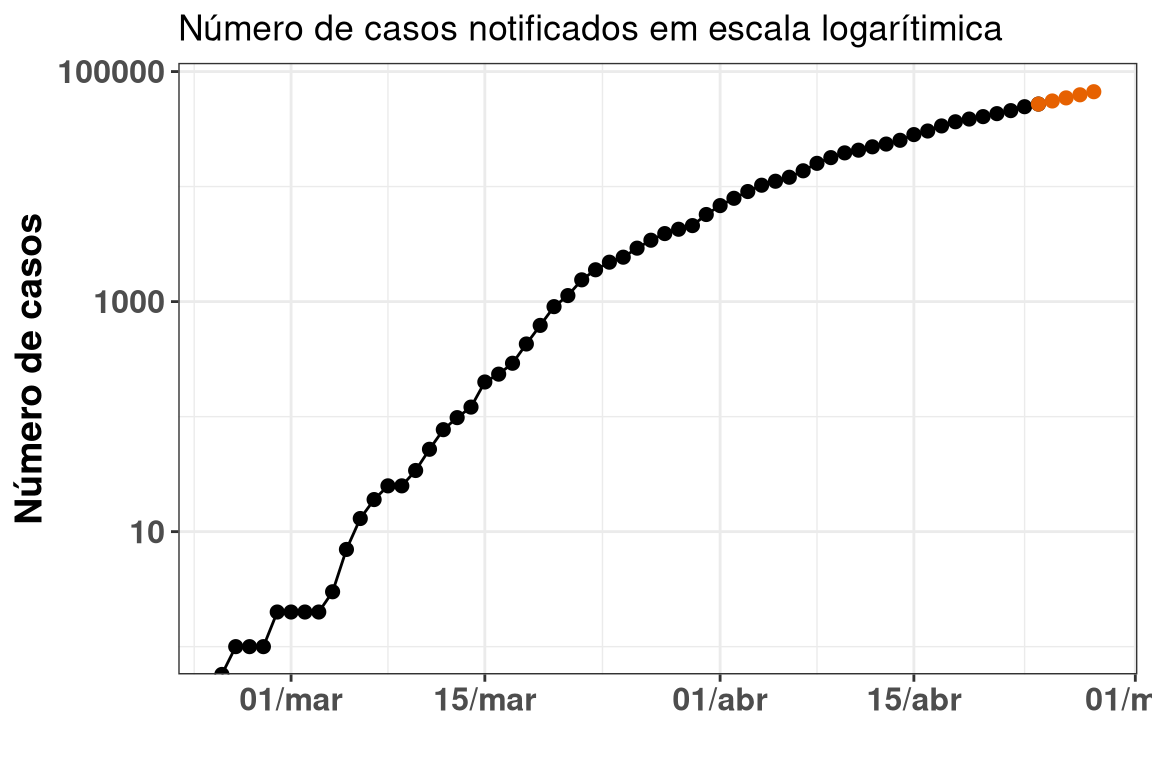 Número de casos notificados em escala logarítimica
Número de casos
100000
1000
10
01/mar
15/mar
01/abr
15/abr
01/m